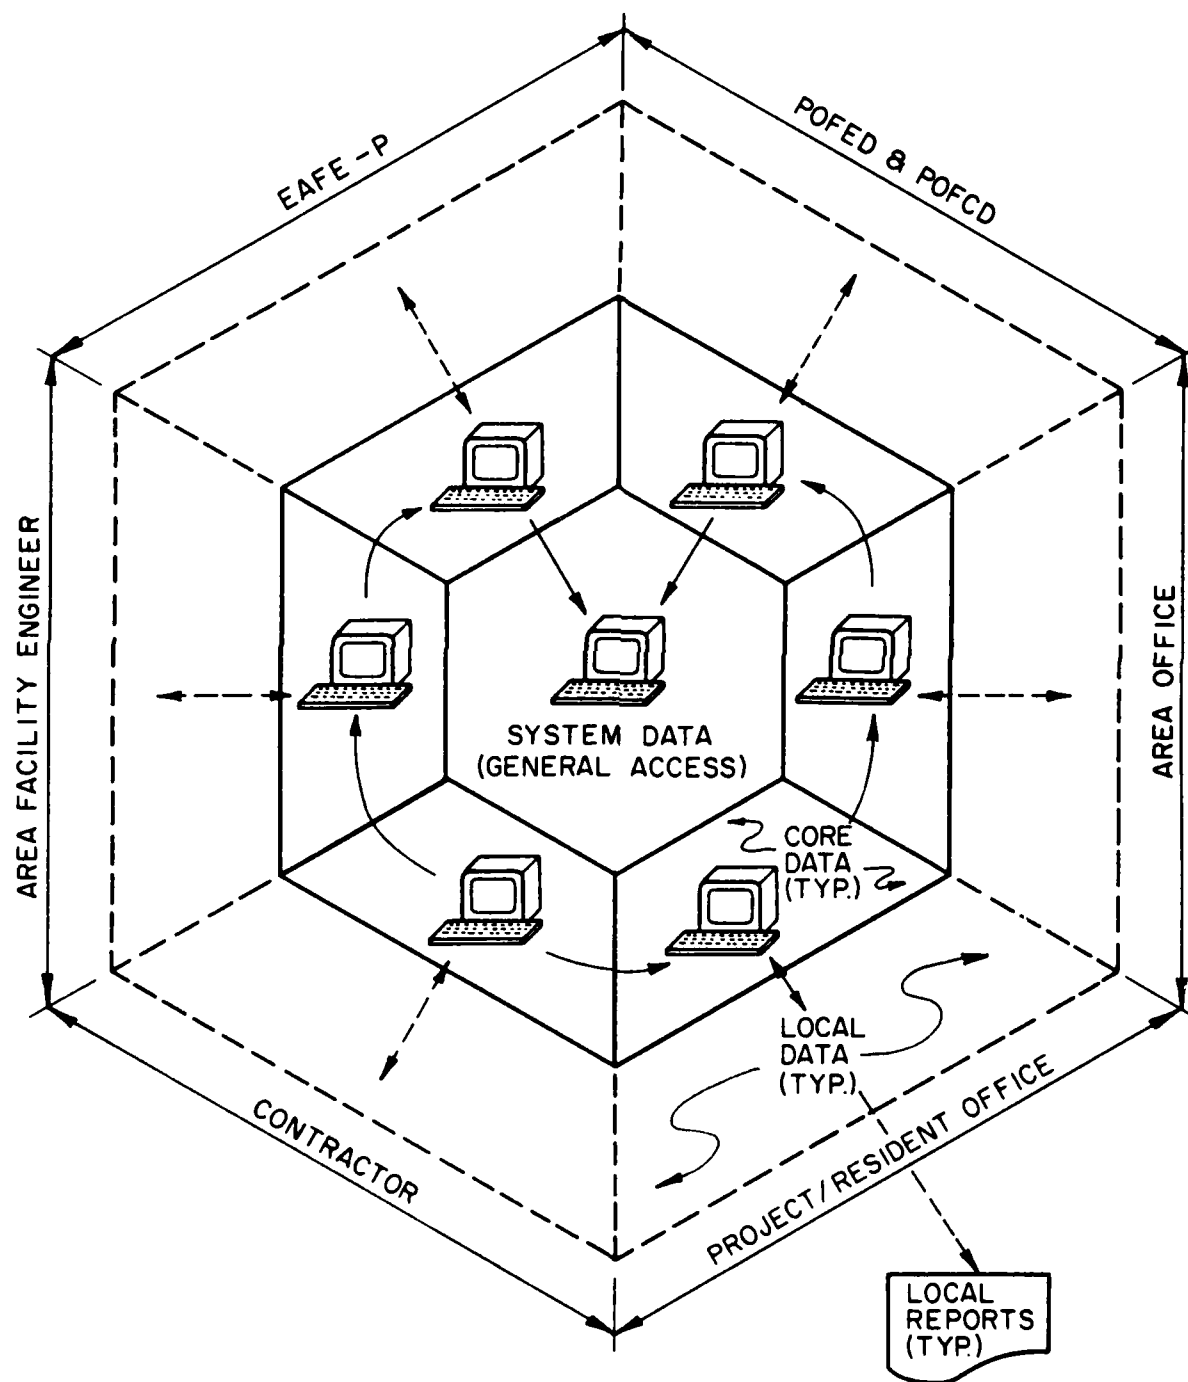 EAFE-P
POFED & POFCD
AREA FACILITY ENGINEER
AREA OFFICE
SYSTEM DATA
(GENERAL ACCESS)
CORE
DATA
(TYP.)
LOCAL
DATA
(TYP.)
CONTRACTOR
PROJECT/RESIDENT OFFICE
LOCAL
REPORTS
(TYP.)